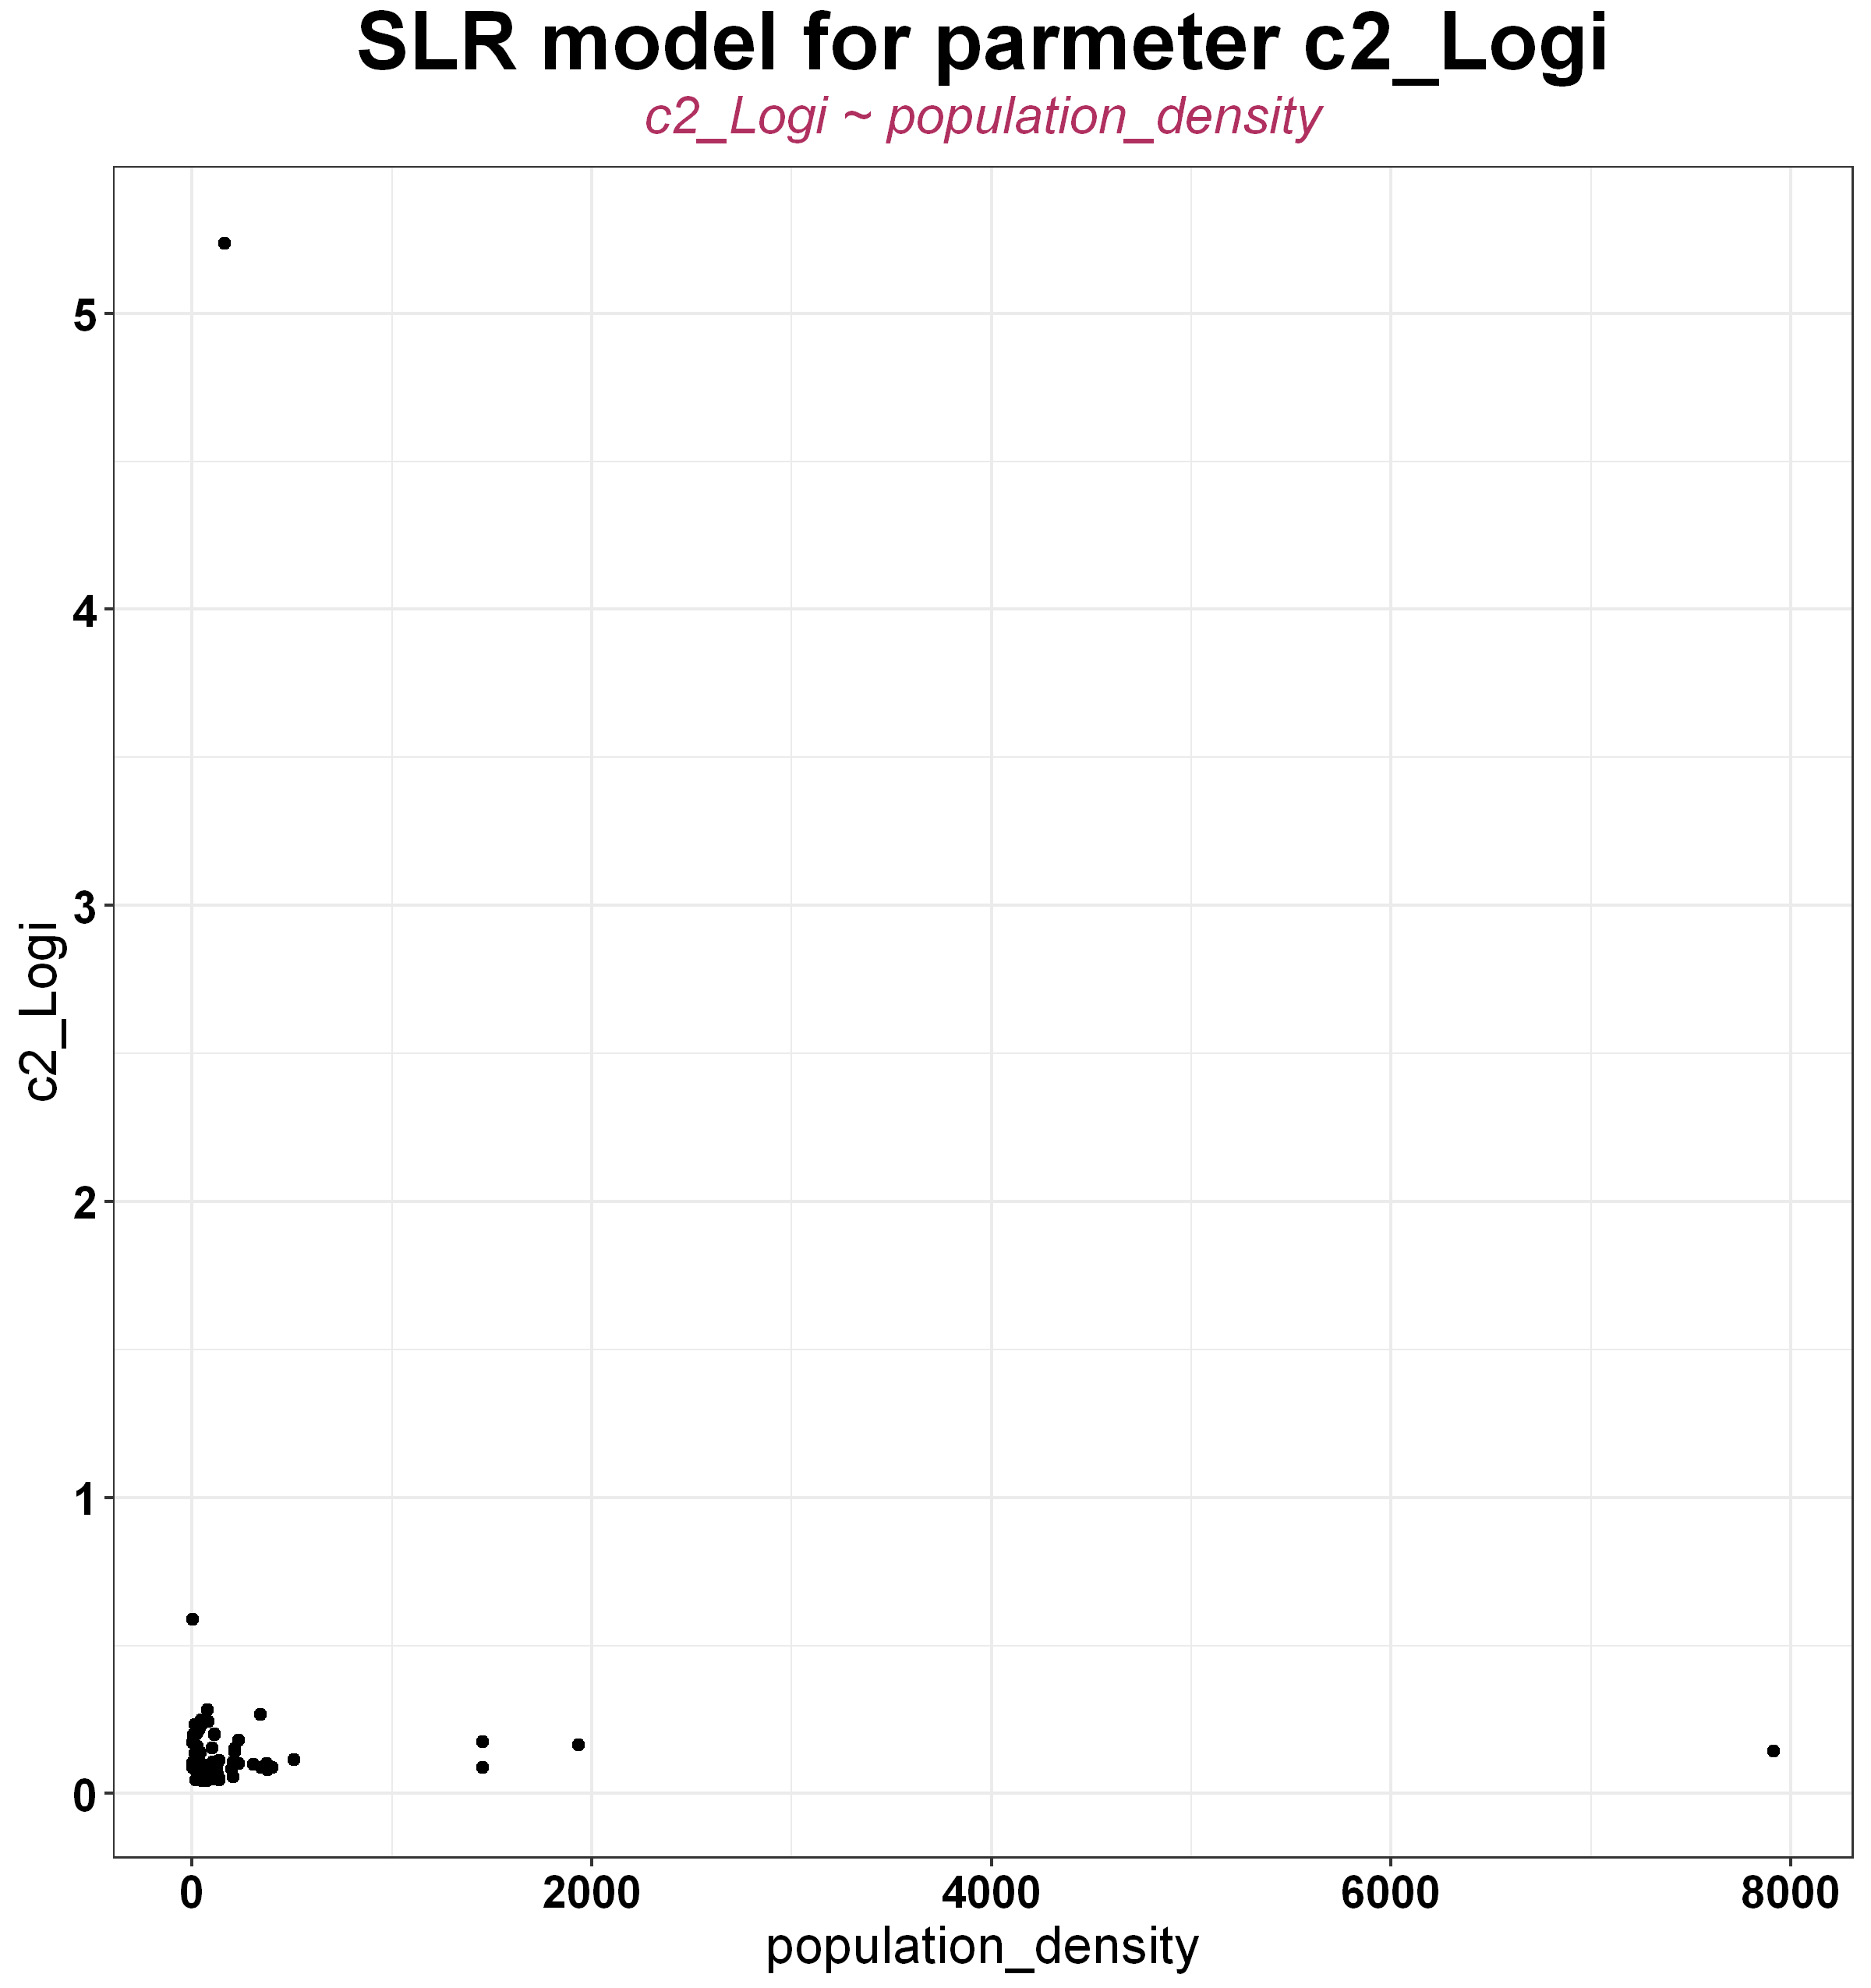 SLR model for parmeter c2_Logi
c2_Logi ~ population_density
5
4
3
2
1
0
c2_Logi
0 2000 4000 6000 8000
population_density